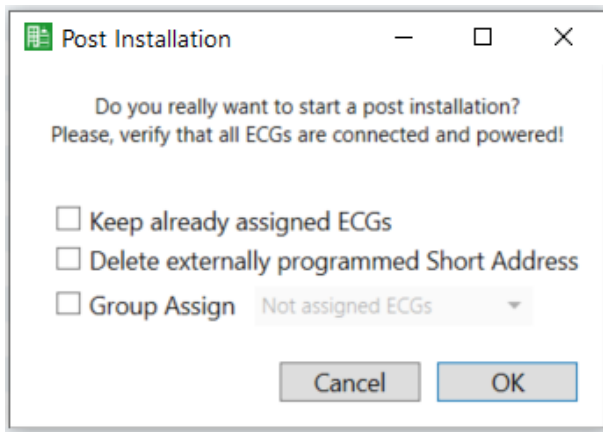 Post Installation
Do you really want to start a post installation?
Please, verify that all ECGs are connected and powered!
Keep already assigned ECGs
Delete externally programmed Short Address
Group Assign Not assigned ECGs
Cancel OK